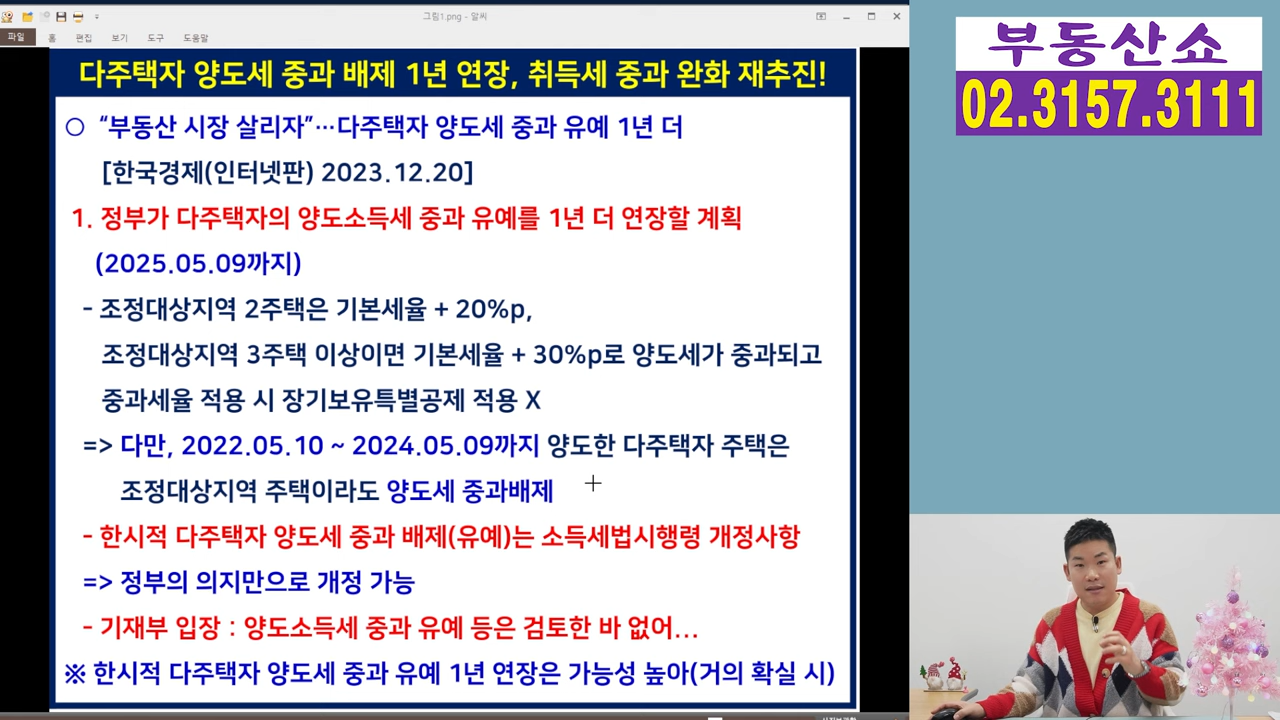 그림1.png - 알씨
파일 홈 편집 보기 도구 도움말
다주택자 양도세 중과 배제 1년 연장, 취득세 중과 완화 재추진!
○ “부동산 시장 살리자”…다주택자 양도세 중과 유예 1년 더
[한국경제(인터넷판) 2023.12.20]
1. 정부가 다주택자의 양도소득세 중과 유예를 1년 더 연장할 계획
(2025.05.09까지)
- 조정대상지역 2주택은 기본세율 + 20%p,
조정대상지역 3주택 이상이면 기본세율 + 30%p로 양도세가 중과되고
중과세율 적용 시 장기보유특별공제 적용 X
=> 다만, 2022.05.10 ~ 2024.05.09까지 양도한 다주택자 주택은
조정대상지역 주택이라도 양도세 중과배제
- 한시적 다주택자 양도세 중과 배제(유예)는 소득세법시행령 개정사항
=> 정부의 의지만으로 개정 가능
- 기재부 입장 : 양도소득세 중과 유예 등은 검토한 바 없어...
※ 한시적 다주택자 양도세 중과 유예 1년 연장은 가능성 높아(거의 확실 시)
부동산쇼
02.3157.3111